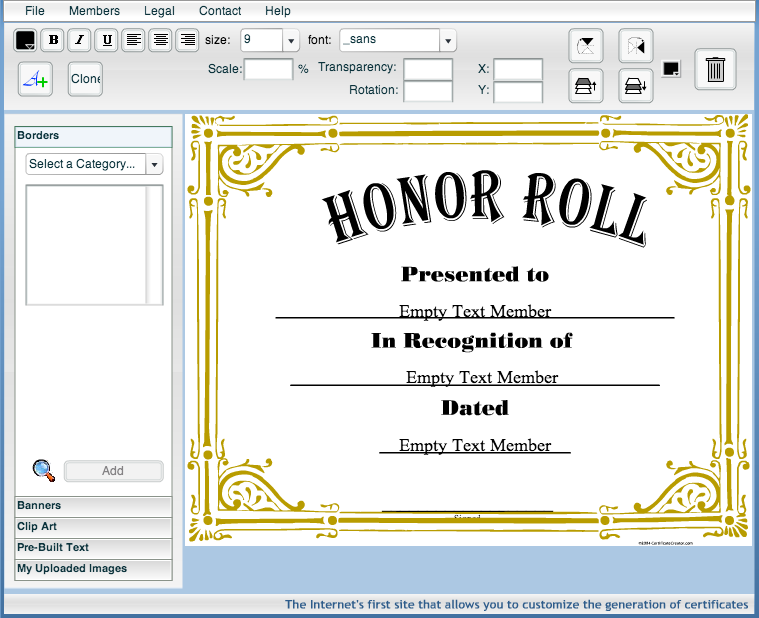 File Members Legal Contact Help
B I U size: 9 font: _sans
A+ Clone Scale: % Transparency: X:
Rotation: Y:
Borders
Select a Category...
Add
Banners
Clip Art
Pre-Built Text
My Uploaded Images
HONOR ROLL
Presented to
Empty Text Member
In Recognition of
Empty Text Member
Dated
Empty Text Member
Signed
The Internet's first site that allows you to customize the generation of certificates